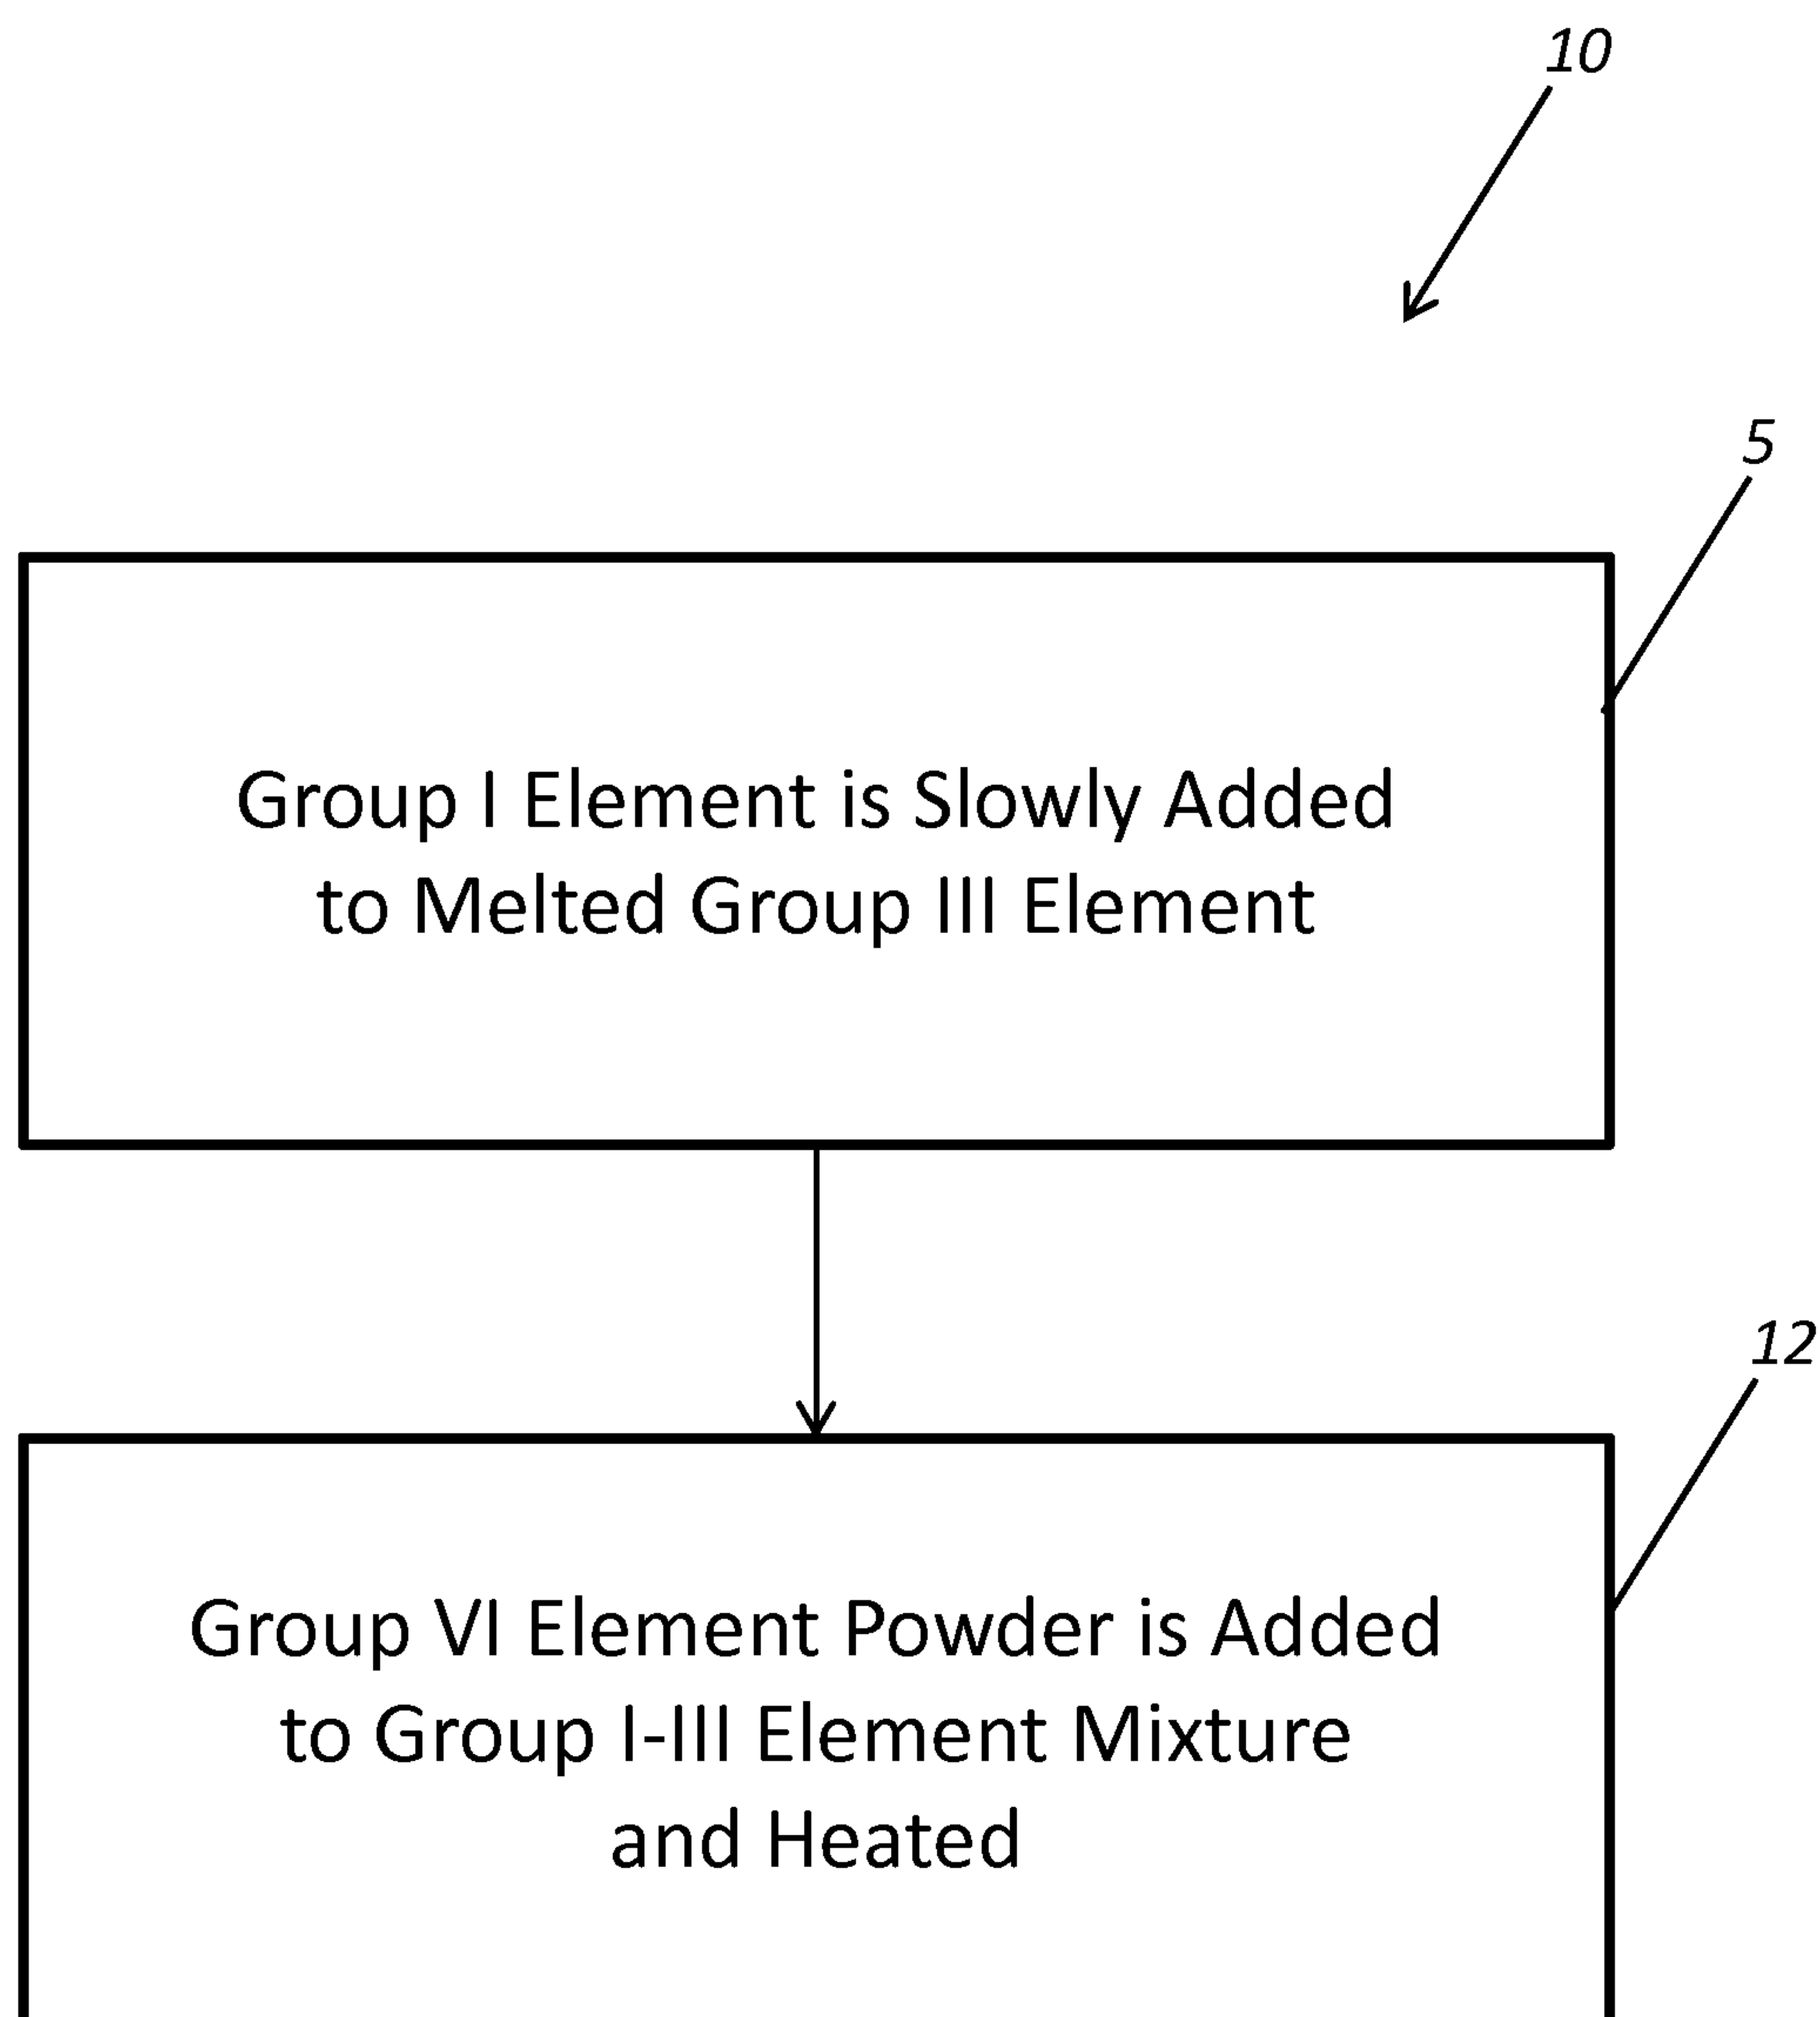 10
5
Group I Element is Slowly Added
to Melted Group III Element
12
Group VI Element Powder is Added
to Group I-III Element Mixture
and Heated